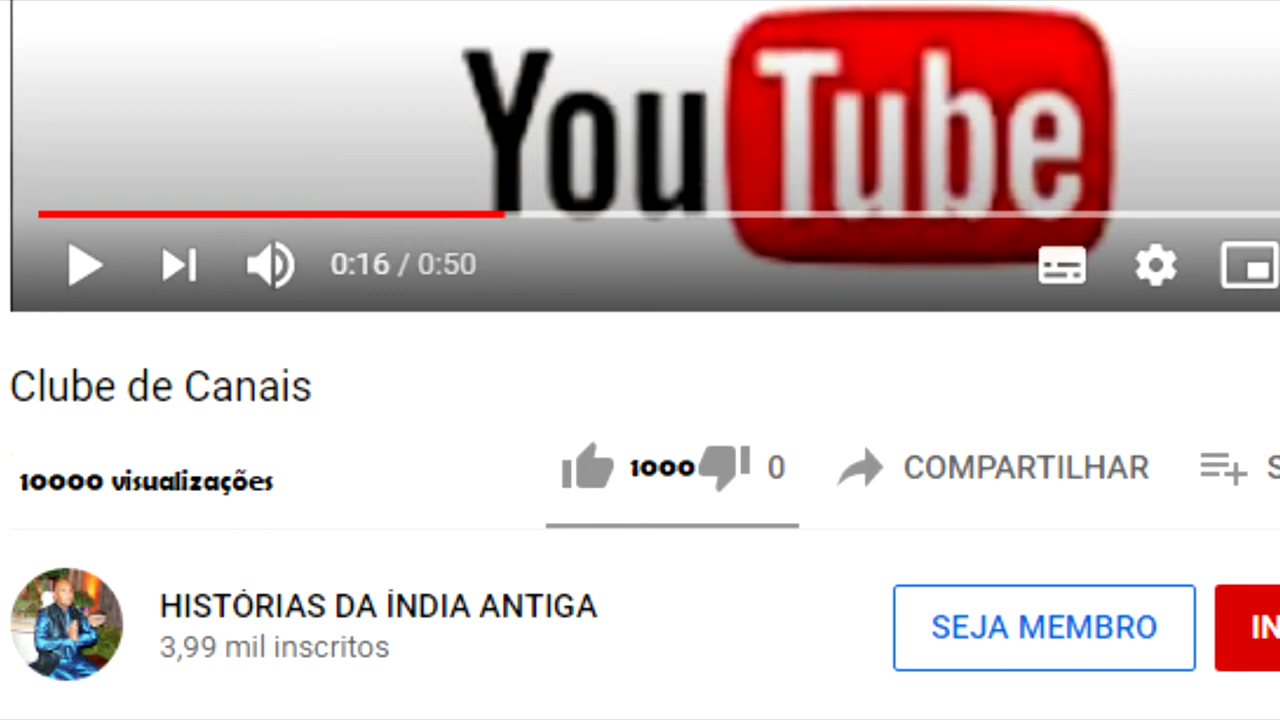 YouTube
0:16 / 0:50
Clube de Canais
10000 visualizações
1000 0 COMPARTILHAR S
HISTÓRIAS DA ÍNDIA ANTIGA
3,99 mil inscritos
SEJA MEMBRO IN